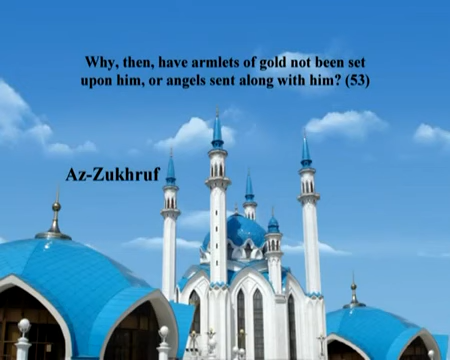 Why, then, have armlets of gold not been set
upon him, or angels sent along with him? (53)
Az-Zukhruf